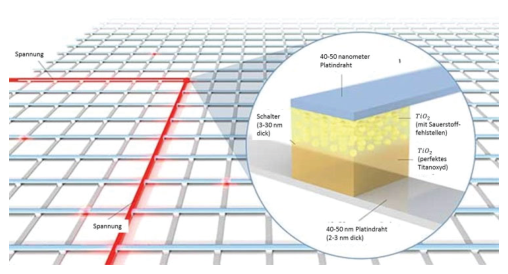 Spannung
40-50 nanometer
Platindraht
Schalter
(3-30 nm
dick)
TiO₂
(mit Sauerstoff-
fehlstellen)
TiO₂
(perfektes
Titanoxyd)
Spannung
40-50 nm Platindraht
(2-3 nm dick)